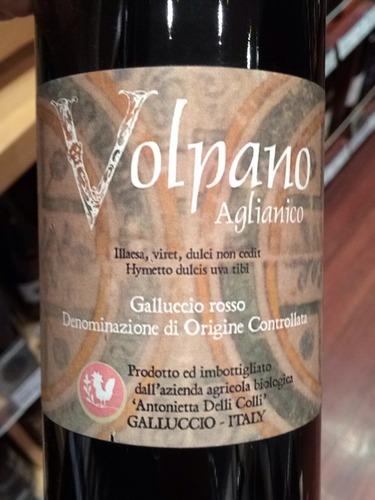 Volpano
Aglianico
Illaesa, viret, dulci non cedit
Hymetto dulcis uva tibi
Galluccio rosso
Denominazione di Origine Controllata
Prodotto ed imbottigliato
dall'azienda agricola biologica
'Antonietta Delli Colli'
GALLUCCIO - ITALY